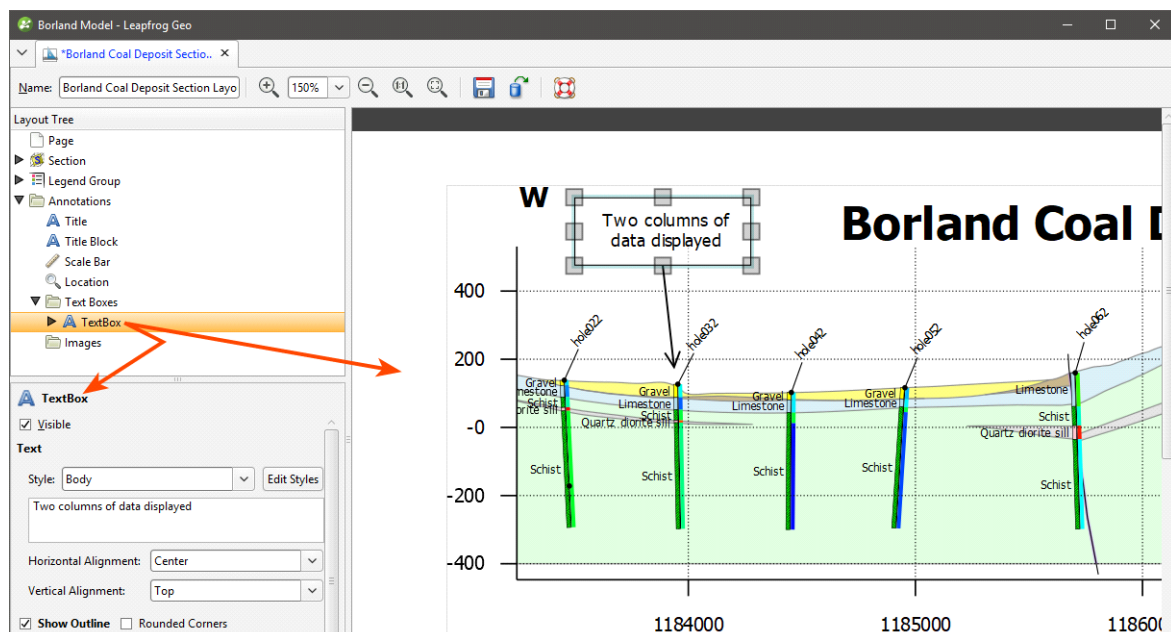 Borland Model - Leapfrog Geo
*Borland Coal Deposit Sectio..
Name: Borland Coal Deposit Section Layo 150%
Layout Tree
Page
Section
Legend Group
Annotations
Title
Title Block
Scale Bar
Location
Text Boxes
TextBox
Images
TextBox
Visible
Text
Style: Body Edit Styles
Two columns of data displayed
Horizontal Alignment: Center
Vertical Alignment: Top
Show Outline Rounded Corners
W
Two columns of
data displayed
Borland Coal
400
200
-0
-200
-400
hole022
hole032
hole042
hole052
hole062
Gravel
mestone
Schist
orite sill
Schist
Gravel
Limestone
Schist
Quartz diorite sill
Schist
Gravel
Limestone
Schist
Gravel
Limestone
Schist
Limestone
Schist
Quartz diorite sill
Schist
1184000
1185000
118600